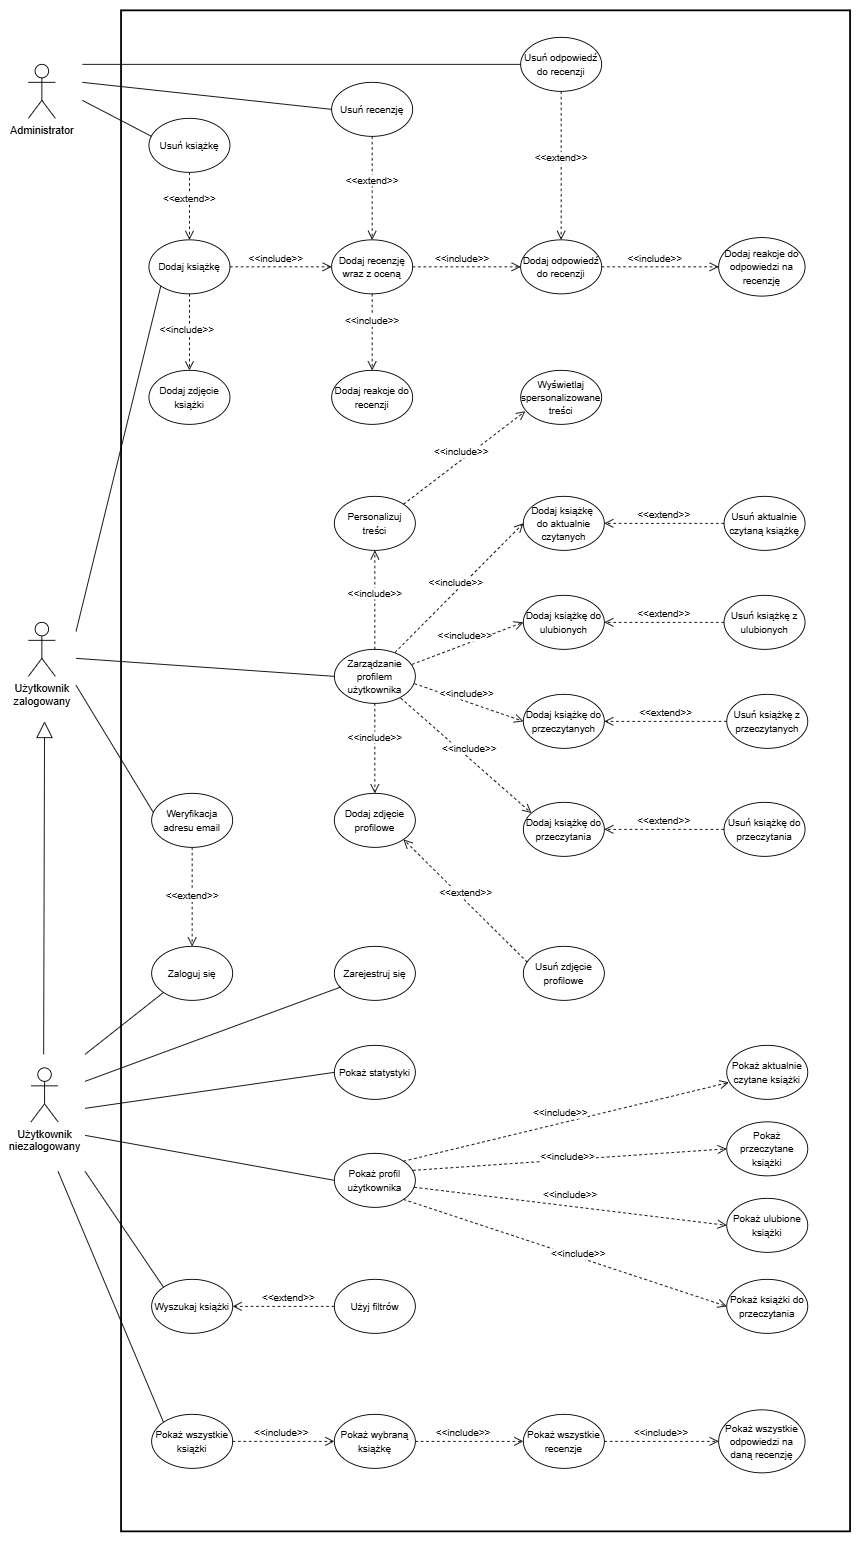 Usuń odpowiedź
do recenzji
Administrator
Usuń recenzję
Usuń książkę
<<extend>>
<<extend>>
<<extend>>
Dodaj książkę
<<include>>
Dodaj recenzję
wraz z oceną
<<include>>
Dodaj odpowiedź
do recenzji
<<include>>
Dodaj reakcje do
odpowiedzi na
recenzję
<<include>>
<<include>>
Dodaj zdjęcie
książki
Dodaj reakcje do
recenzji
Wyświetlaj
spersonalizowane
treści
<<include>>
Personalizuj
treści
Dodaj książkę
do aktualnie
czytanych
<<extend>>
Usuń aktualnie
czytaną książkę
<<include>>
<<include>>
Dodaj książkę do
ulubionych
<<extend>>
Usuń książkę z
ulubionych
<<include>>
Użytkownik
zalogowany
Zarządzanie
profilem
użytkownika
<<include>>
Dodaj książkę do
przeczytanych
<<extend>>
Usuń książkę z
przeczytanych
<<include>>
<<include>>
Weryfikacja
adresu email
Dodaj zdjęcie
profilowe
Dodaj książkę do
przeczytania
<<extend>>
Usuń książkę do
przeczytania
<<extend>>
<<extend>>
Zaloguj się
Zarejestruj się
Usuń zdjęcie
profilowe
Pokaż statystyki
Pokaż aktualnie
czytane książki
Użytkownik
niezalogowany
<<include>>
Pokaż
przeczytane
książki
<<include>>
Pokaż profil
użytkownika
<<include>>
Pokaż ulubione
książki
<<include>>
Wyszukaj książki
<<extend>>
Użyj filtrów
Pokaż książki do
przeczytania
Pokaż wszystkie
książki
<<include>>
Pokaż wybraną
książkę
<<include>>
Pokaż wszystkie
recenzje
<<include>>
Pokaż wszystkie
odpowiedzi na
daną recenzję